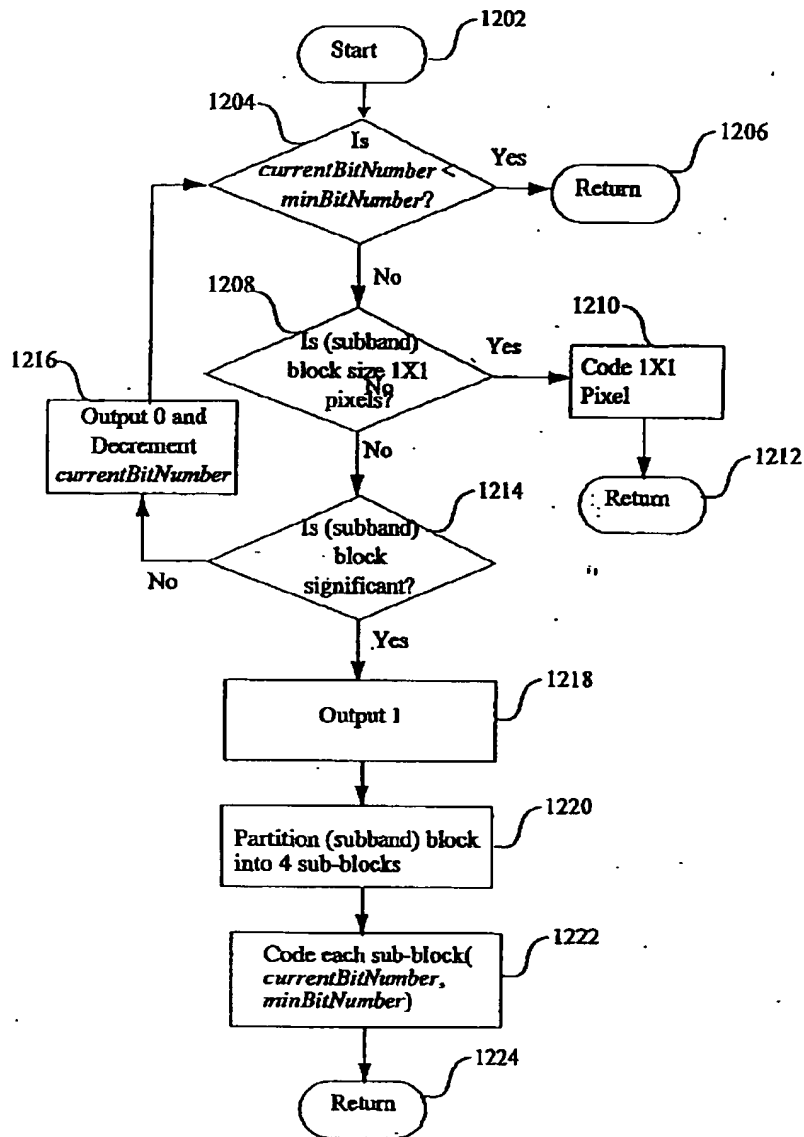 1202
Start
1204
Is
currentBitNumber <
minBitNumber?
Yes
1206
Return
No
1208
Is (subband)
block size 1X1
No
pixels?
Yes
1210
Code 1X1
Pixel
1212
Return
1216
Output 0 and
Decrement
currentBitNumber
No
1214
Is (subband)
block
significant?
No
Yes
1218
Output 1
1220
Partition (subband) block
into 4 sub-blocks
1222
Code each sub-block(
currentBitNumber,
minBitNumber)
1224
Return